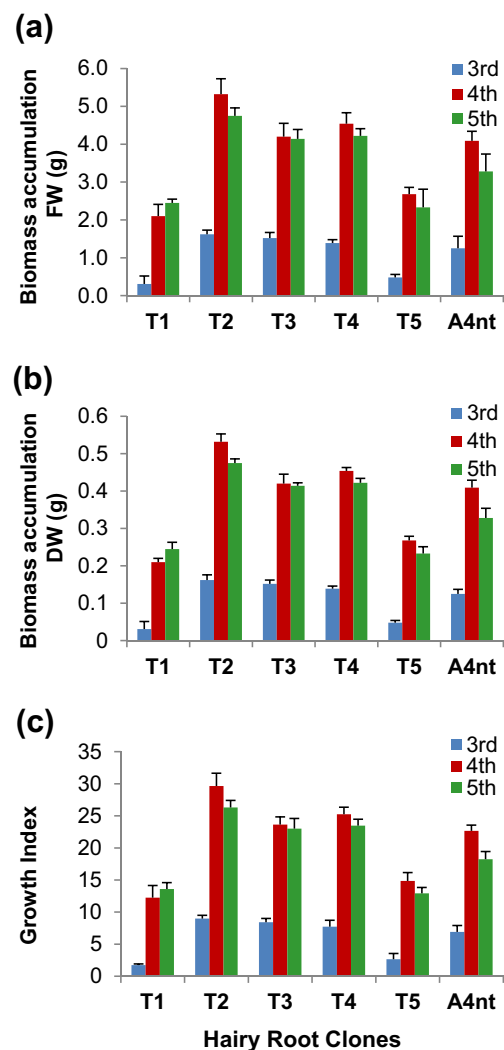 (a)
Biomass accumulation
FW (g)
6.0
5.0
4.0
3.0
2.0
1.0
0.0
3rd
4th
5th
T1 T2 T3 T4 T5 A4nt
(b)
Biomass accumulation
DW (g)
0.6
0.5
0.4
0.3
0.2
0.1
0
3rd
4th
5th
T1 T2 T3 T4 T5 A4nt
(c)
Growth Index
35
30
25
20
15
10
5
0
3rd
4th
5th
T1 T2 T3 T4 T5 A4nt
Hairy Root Clones